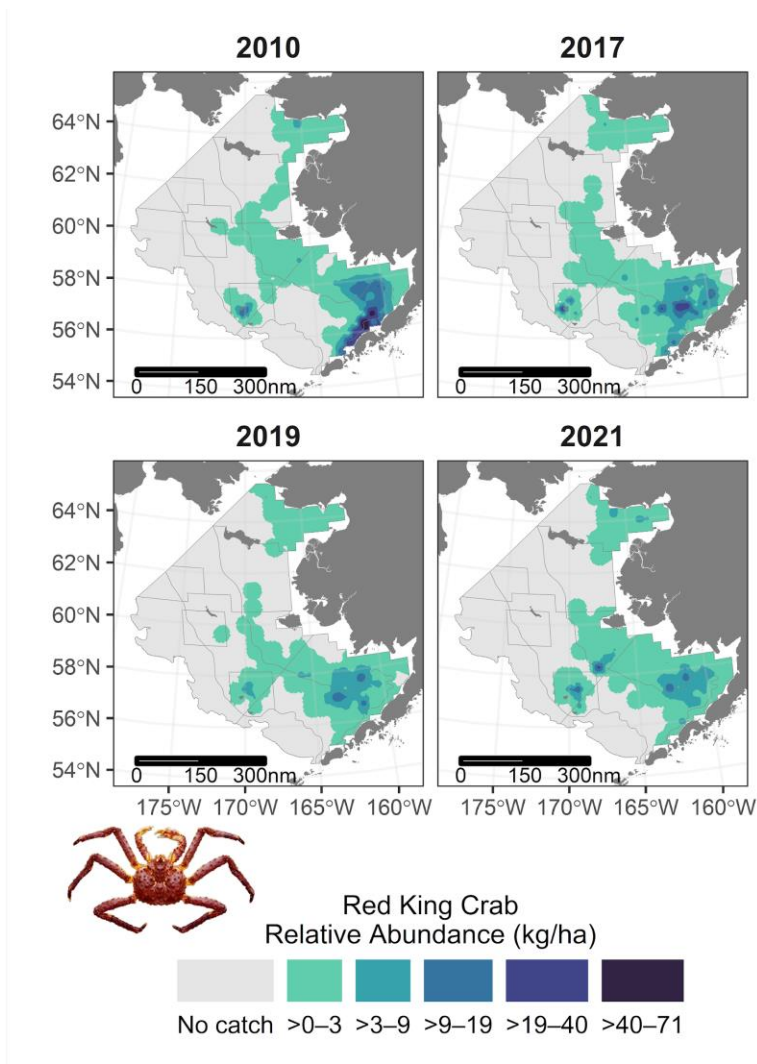 2010
2017
64°N
62°N
60°N
58°N
56°N
54°N
0 150 300nm
0 150 300nm
2019
2021
64°N
62°N
60°N
58°N
56°N
54°N
0 150 300nm
0 150 300nm
175°W 170°W 165°W 160°W
175°W 170°W 165°W 160°W
Red King Crab
Relative Abundance (kg/ha)
No catch >0–3 >3–9 >9–19 >19–40 >40–71